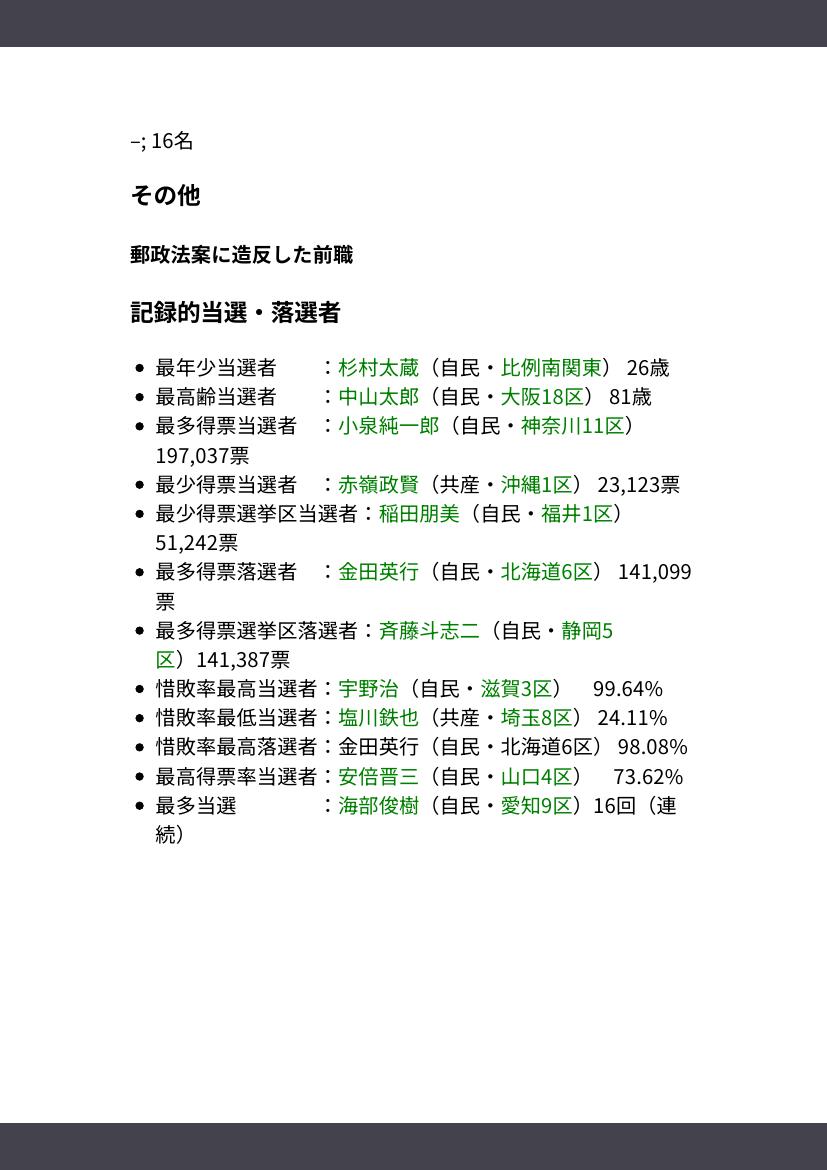 –; 16名
その他
郵政法案に造反した前職
記録的当選・落選者
• 最年少当選者　　：杉村太蔵（自民・比例南関東） 26歳
• 最高齢当選者　　：中山太郎（自民・大阪18区） 81歳
• 最多得票当選者　：小泉純一郎（自民・神奈川11区）
197,037票
• 最少得票当選者　：赤嶺政賢（共産・沖縄1区） 23,123票
• 最少得票選挙区当選者：稲田朋美（自民・福井1区）
51,242票
• 最多得票落選者　：金田英行（自民・北海道6区） 141,099
票
• 最多得票選挙区落選者：斉藤斗志二（自民・静岡5
区）141,387票
• 惜敗率最高当選者：宇野治（自民・滋賀3区）　99.64%
• 惜敗率最低当選者：塩川鉄也（共産・埼玉8区） 24.11%
• 惜敗率最高落選者：金田英行（自民・北海道6区） 98.08%
• 最高得票率当選者：安倍晋三（自民・山口4区）　73.62%
• 最多当選　　　　：海部俊樹（自民・愛知9区）16回（連
続）